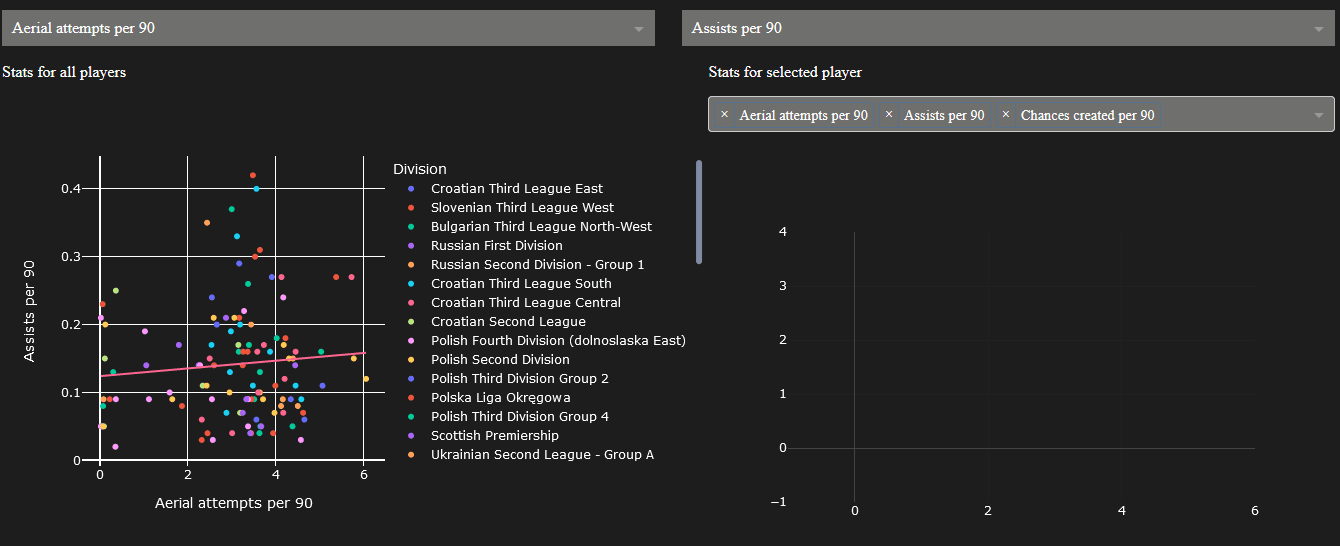 Aerial attempts per 90
Assists per 90
Stats for all players
Stats for selected player
× Aerial attempts per 90 × Assists per 90 × Chances created per 90
Division
Croatian Third League East
Slovenian Third League West
Bulgarian Third League North-West
Russian First Division
Russian Second Division - Group 1
Croatian Third League South
Croatian Third League Central
Croatian Second League
Polish Fourth Division (dolnoslaska East)
Polish Second Division
Polish Third Division Group 2
Polska Liga Okręgowa
Polish Third Division Group 4
Scottish Premiership
Ukrainian Second League - Group A
0.4
0.3
0.2
0.1
0
Assists per 90
0 2 4 6
Aerial attempts per 90
4
3
2
1
0
−1
0 2 4 6